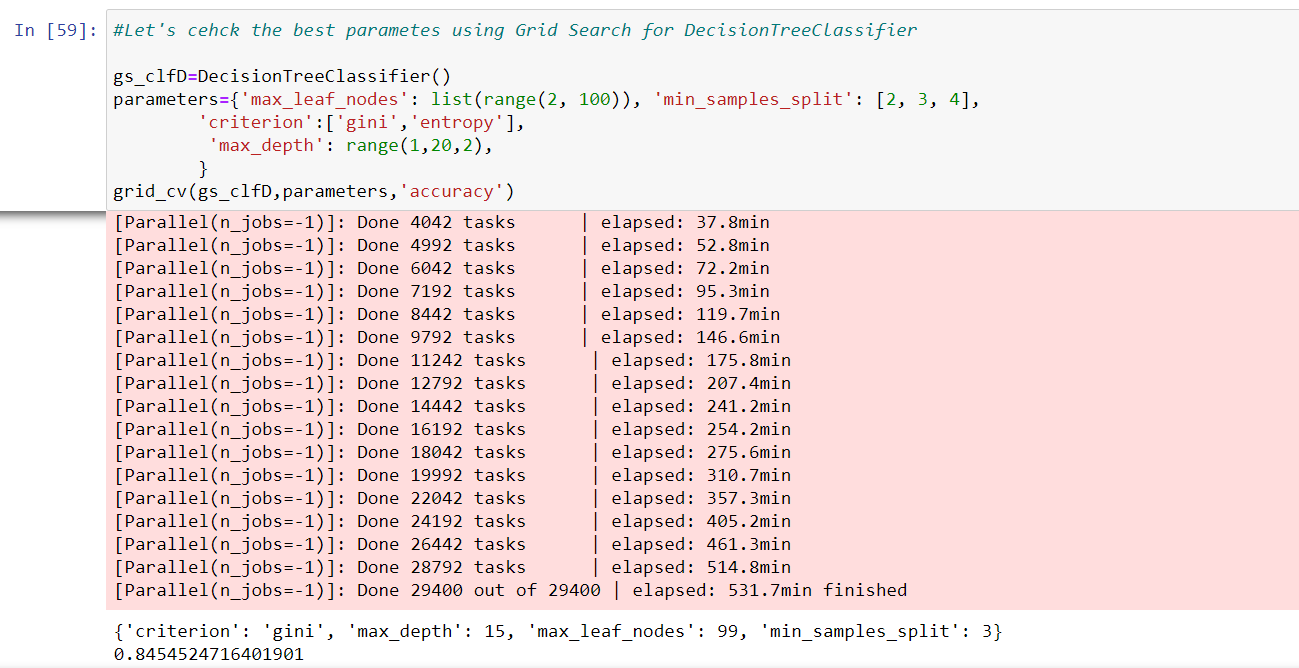 In [59]: #Let's cehck the best parametes using Grid Search for DecisionTreeClassifier
gs_clfD=DecisionTreeClassifier()
parameters={'max_leaf_nodes': list(range(2, 100)), 'min_samples_split': [2, 3, 4],
'criterion':['gini','entropy'],
'max_depth': range(1,20,2),
}
grid_cv(gs_clfD,parameters,'accuracy')
[Parallel(n_jobs=-1)]: Done 4042 tasks | elapsed: 37.8min
[Parallel(n_jobs=-1)]: Done 4992 tasks | elapsed: 52.8min
[Parallel(n_jobs=-1)]: Done 6042 tasks | elapsed: 72.2min
[Parallel(n_jobs=-1)]: Done 7192 tasks | elapsed: 95.3min
[Parallel(n_jobs=-1)]: Done 8442 tasks | elapsed: 119.7min
[Parallel(n_jobs=-1)]: Done 9792 tasks | elapsed: 146.6min
[Parallel(n_jobs=-1)]: Done 11242 tasks | elapsed: 175.8min
[Parallel(n_jobs=-1)]: Done 12792 tasks | elapsed: 207.4min
[Parallel(n_jobs=-1)]: Done 14442 tasks | elapsed: 241.2min
[Parallel(n_jobs=-1)]: Done 16192 tasks | elapsed: 254.2min
[Parallel(n_jobs=-1)]: Done 18042 tasks | elapsed: 275.6min
[Parallel(n_jobs=-1)]: Done 19992 tasks | elapsed: 310.7min
[Parallel(n_jobs=-1)]: Done 22042 tasks | elapsed: 357.3min
[Parallel(n_jobs=-1)]: Done 24192 tasks | elapsed: 405.2min
[Parallel(n_jobs=-1)]: Done 26442 tasks | elapsed: 461.3min
[Parallel(n_jobs=-1)]: Done 28792 tasks | elapsed: 514.8min
[Parallel(n_jobs=-1)]: Done 29400 out of 29400 | elapsed: 531.7min finished
{'criterion': 'gini', 'max_depth': 15, 'max_leaf_nodes': 99, 'min_samples_split': 3}
0.8454524716401901